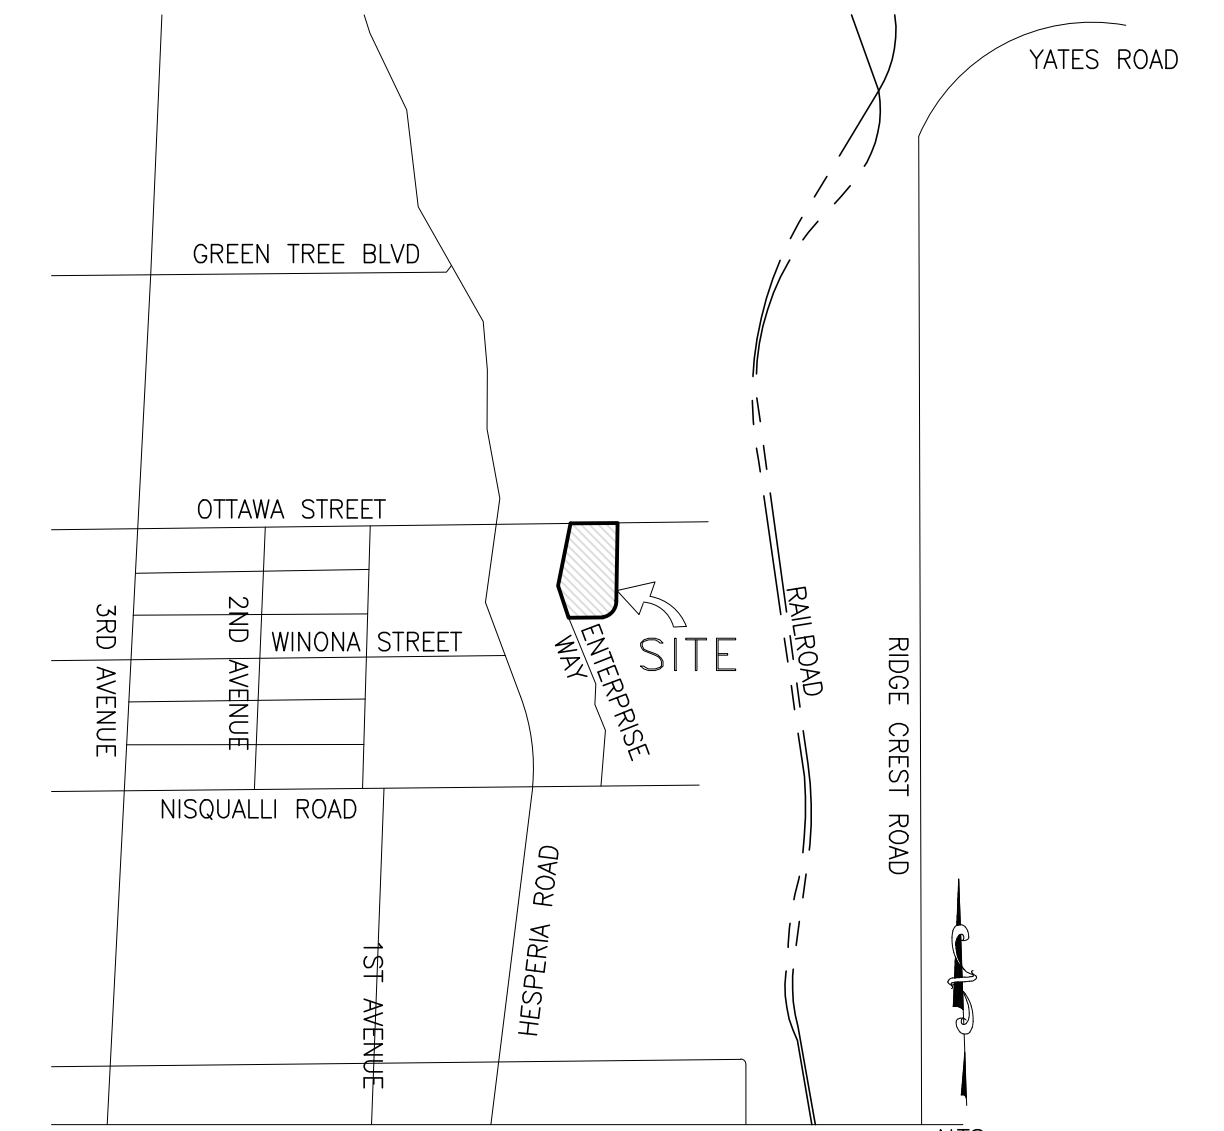 YATES ROAD
GREEN TREE BLVD
OTTAWA STREET
3RD AVENUE
2ND AVENUE
WINONA STREET
ENTERPRISE
WAY
SITE
RAILROAD
RIDGE CREST ROAD
NISQUALLI ROAD
HESPERIA ROAD
1ST AVENUE